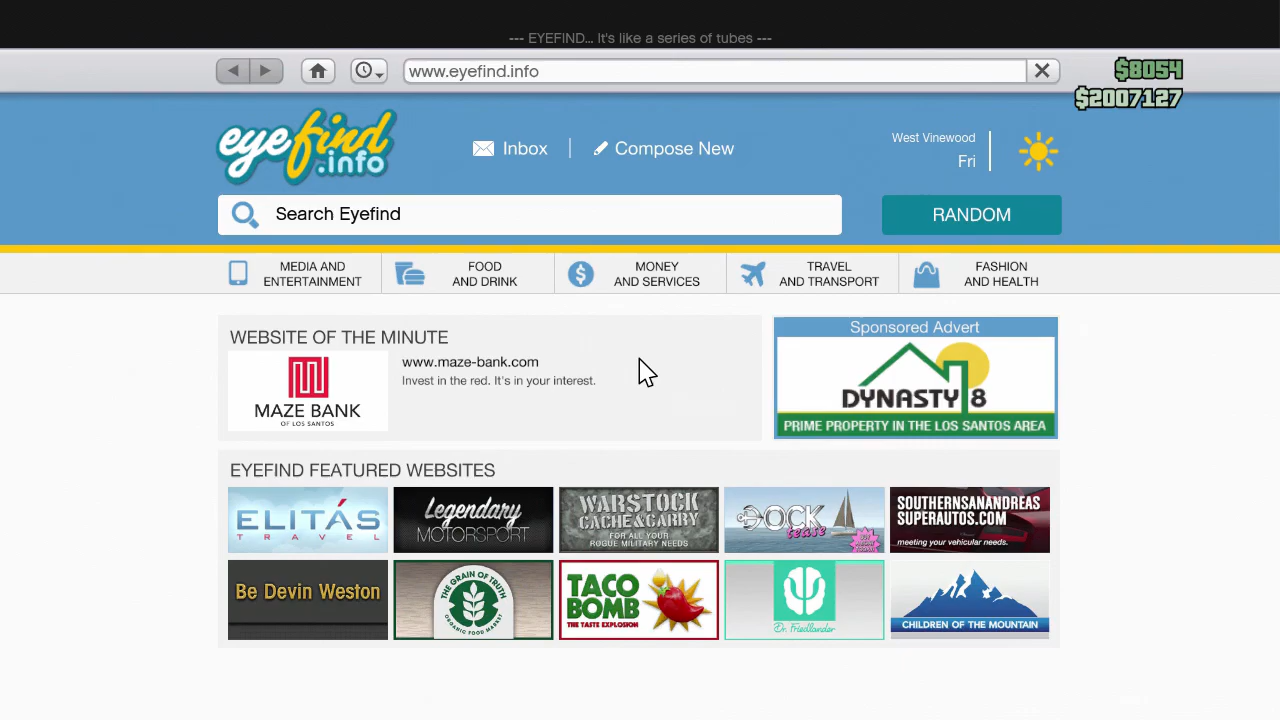 --- EYEFIND... It's like a series of tubes ---
www.eyefind.info
$8054
$2007127
eyefind
.info
Inbox
Compose New
West Vinewood
Fri
Search Eyefind
RANDOM
MEDIA AND
ENTERTAINMENT
FOOD
AND DRINK
MONEY
AND SERVICES
TRAVEL
AND TRANSPORT
FASHION
AND HEALTH
WEBSITE OF THE MINUTE
MAZE BANK
OF LOS SANTOS
www.maze-bank.com
Invest in the red. It's in your interest.
Sponsored Advert
DYNASTY 8
PRIME PROPERTY IN THE LOS SANTOS AREA
EYEFIND FEATURED WEBSITES
ELITÁS
TRAVEL
Legendary
MOTORSPORT
WARSTOCK
CACHE & CARRY
FOR ALL YOUR
ROGUE MILITARY NEEDS
DOCK
tease
SOUTHERNSANANDREAS
SUPERAUTOS.COM
meeting your vehicular needs.
Be Devin Weston
THE GRAIN OF TRUTH
ORGANIC FOOD MARKET
TACO
BOMB
THE TASTE EXPLOSION
Dr. Friedlander
CHILDREN OF THE MOUNTAIN